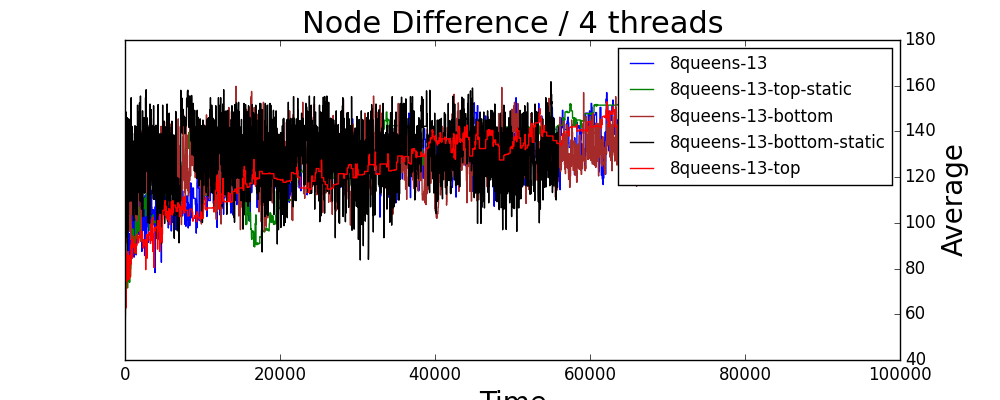 Node Difference / 4 threads
180
160
140
120
100
80
60
40
Average
8queens-13
8queens-13-top-static
8queens-13-bottom
8queens-13-bottom-static
8queens-13-top
0 20000 40000 60000 80000 100000
Time